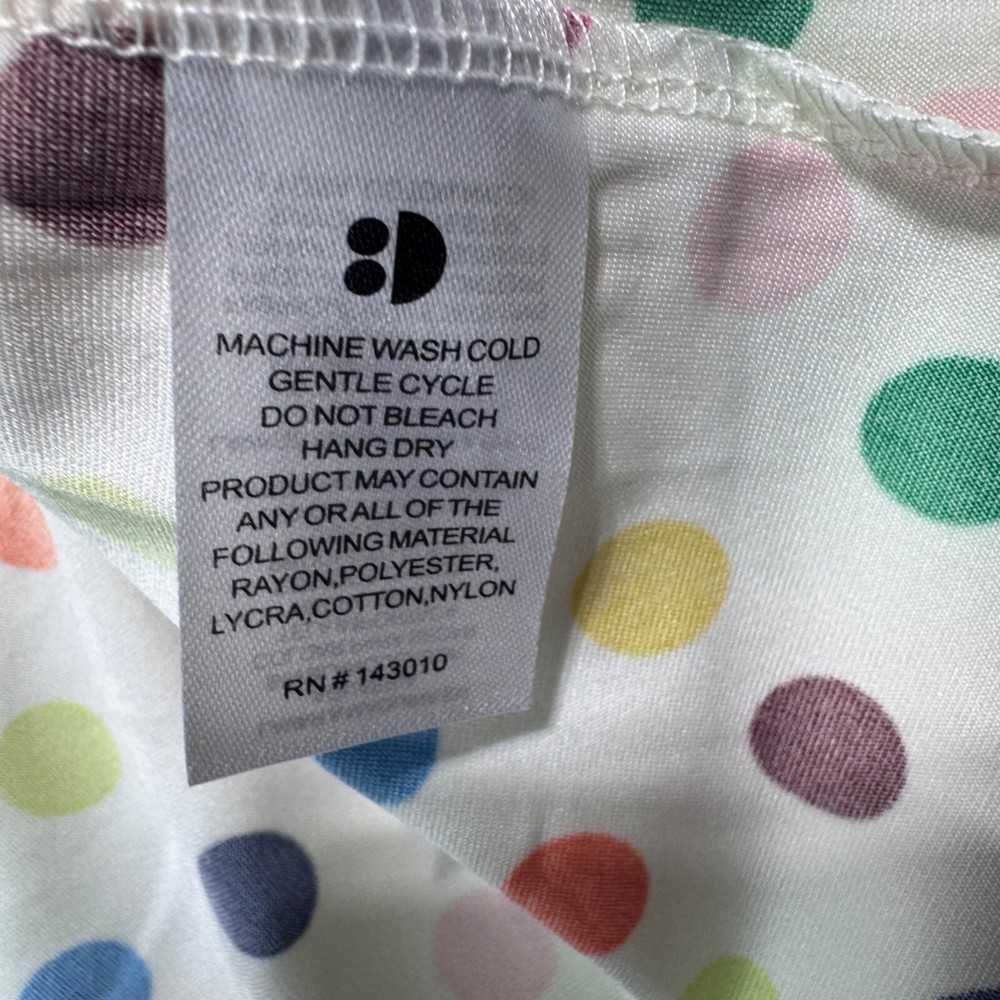 MACHINE WASH COLD
GENTLE CYCLE
DO NOT BLEACH
HANG DRY
PRODUCT MAY CONTAIN
ANY OR ALL OF THE
FOLLOWING MATERIAL
RAYON,POLYESTER,
LYCRA,COTTON,NYLON
RN # 143010